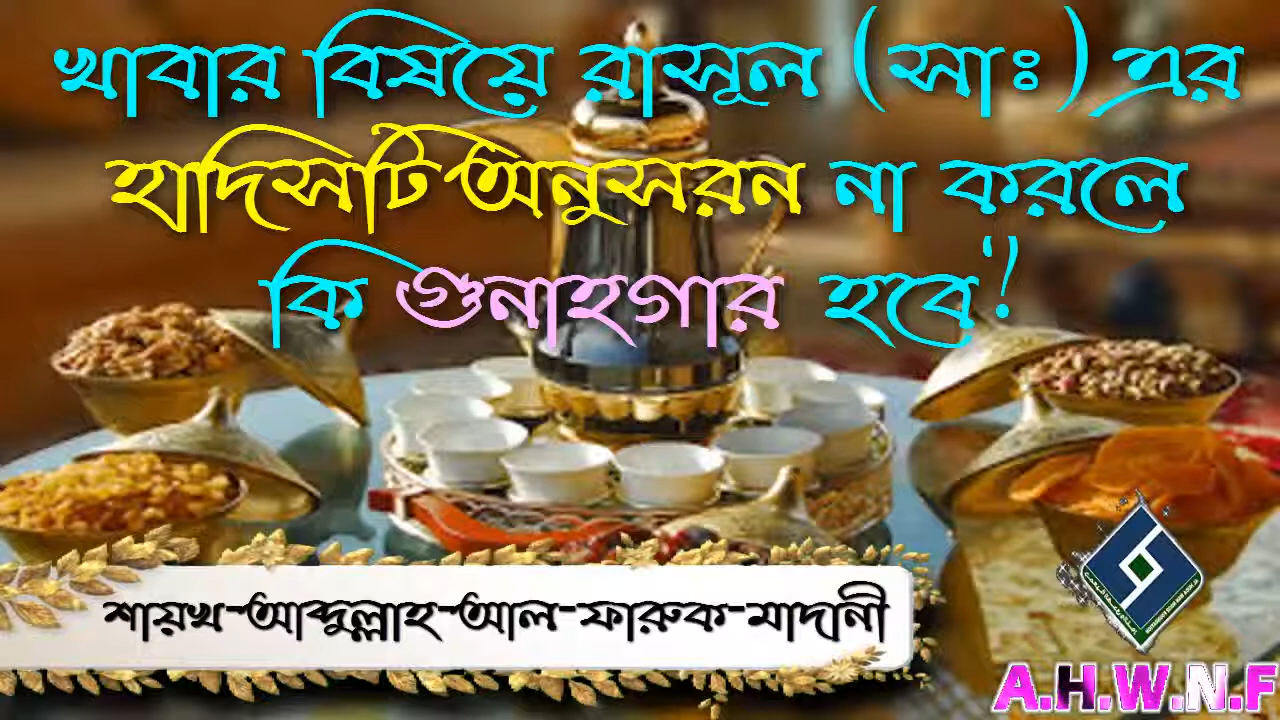 খাবার বিষয়ে রাসূল (সাঃ) এর
হাদিসটি অনুসরন না করলে
কি গুনাহগার হবে'!
শায়খ-আব্দুল্লাহ-আল-ফারুক-মাদানী
A.H.W.N.F